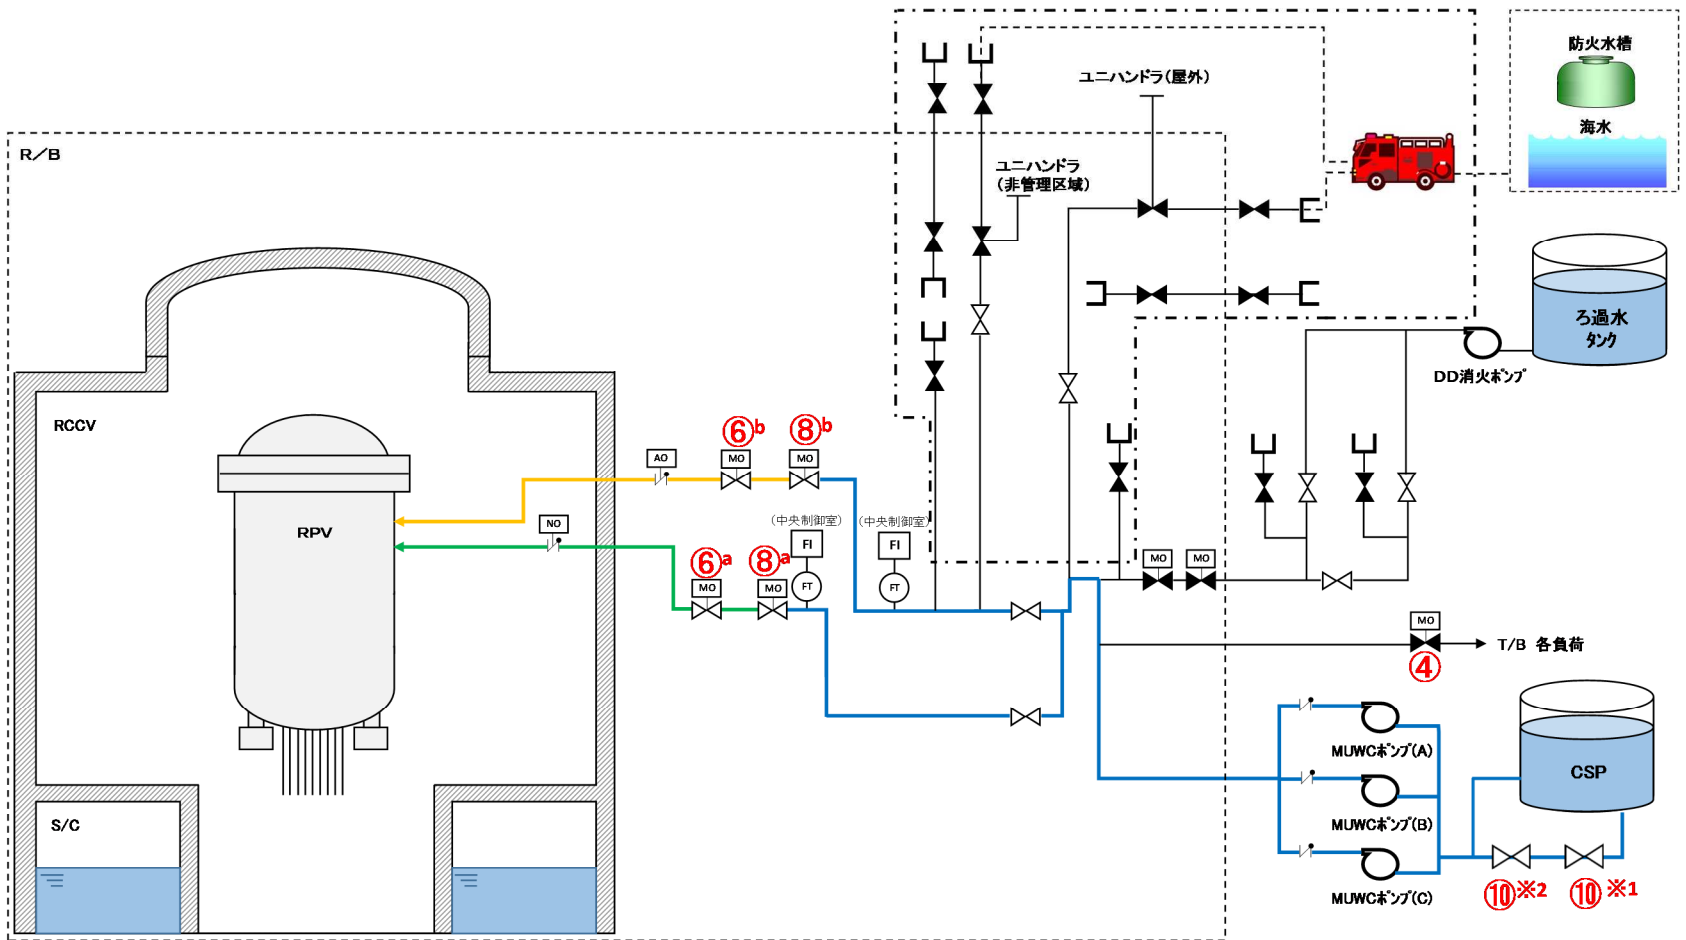 防火水槽
ユニハンドラ(屋外)
海水
R/B
ユニハンドラ
(非管理区域)
ろ過水
タンク
DD消火ポンプ
RCCV
⑥b
⑧b
AO
MO
MO
(中央制御室)
(中央制御室)
NO
RPV
FI
FI
⑥a
⑧a
MO
MO
MO
MO
FT
FT
MO
T/B 各負荷
④
MUWCポンプ(A)
CSP
MUWCポンプ(B)
S/C
MUWCポンプ(C)
⑩※2
⑩※1